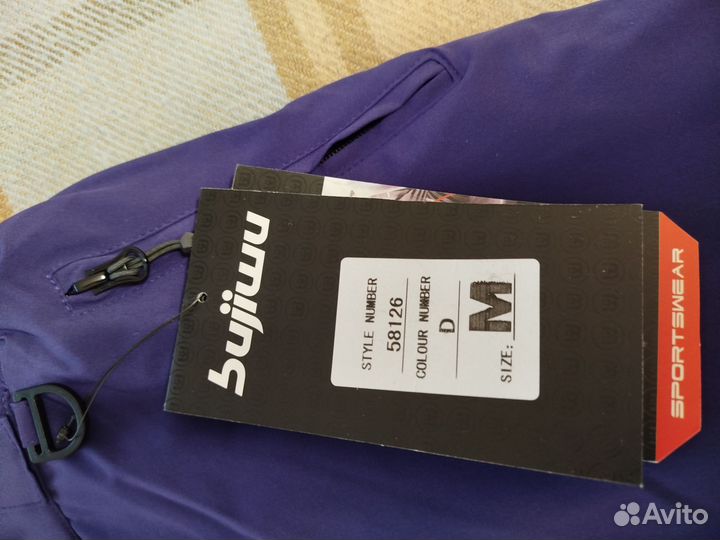 bujiwu
STYLE NUMBER
58126
COLOUR NUMBER
D
SIZE: M
SPORTSWEAR
Avito